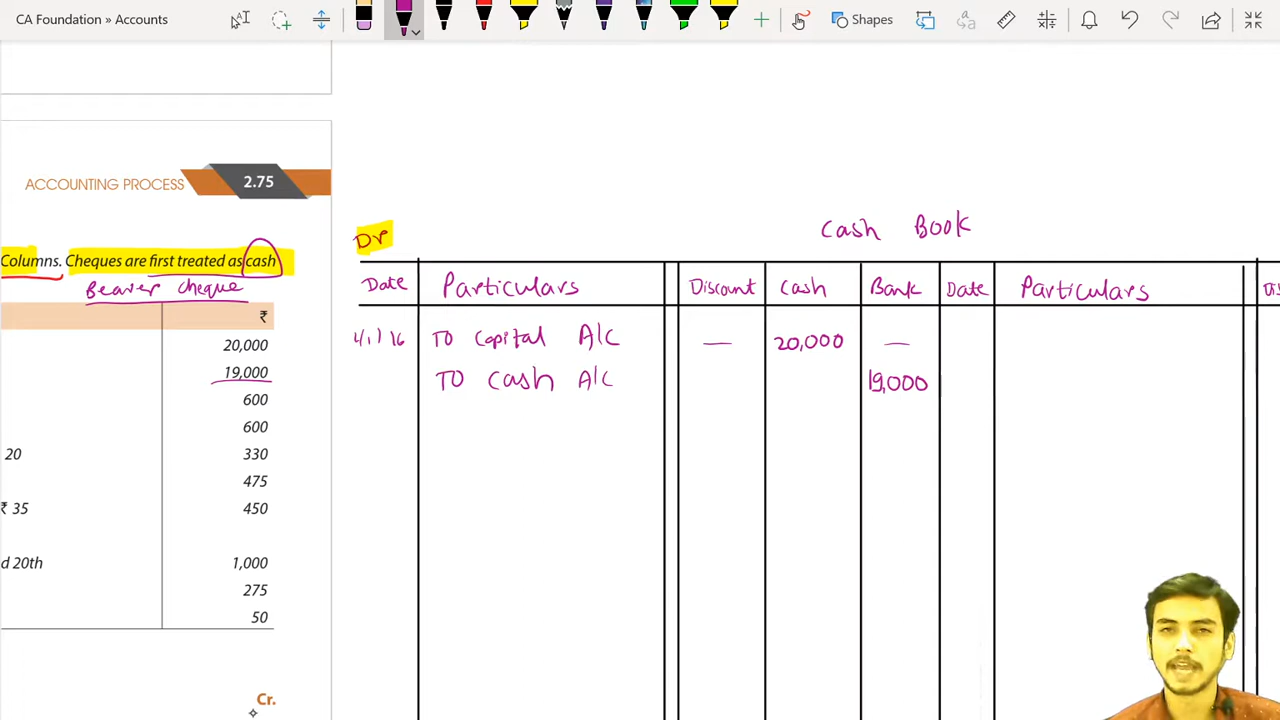 CA Foundation » Accounts
Shapes
ACCOUNTING PROCESS 2.75
Columns. Cheques are first treated as cash
Bearer cheque
₹
20,000
19,000
600
600
20 330
475
₹ 35 450
d 20th 1,000
275
50
Cr.
Cash Book
Dr
Date Particulars Discount Cash Bank Date Particulars Dis
1/1/16 TO Capital A/C — 20,000 —
TO Cash A/C 19,000